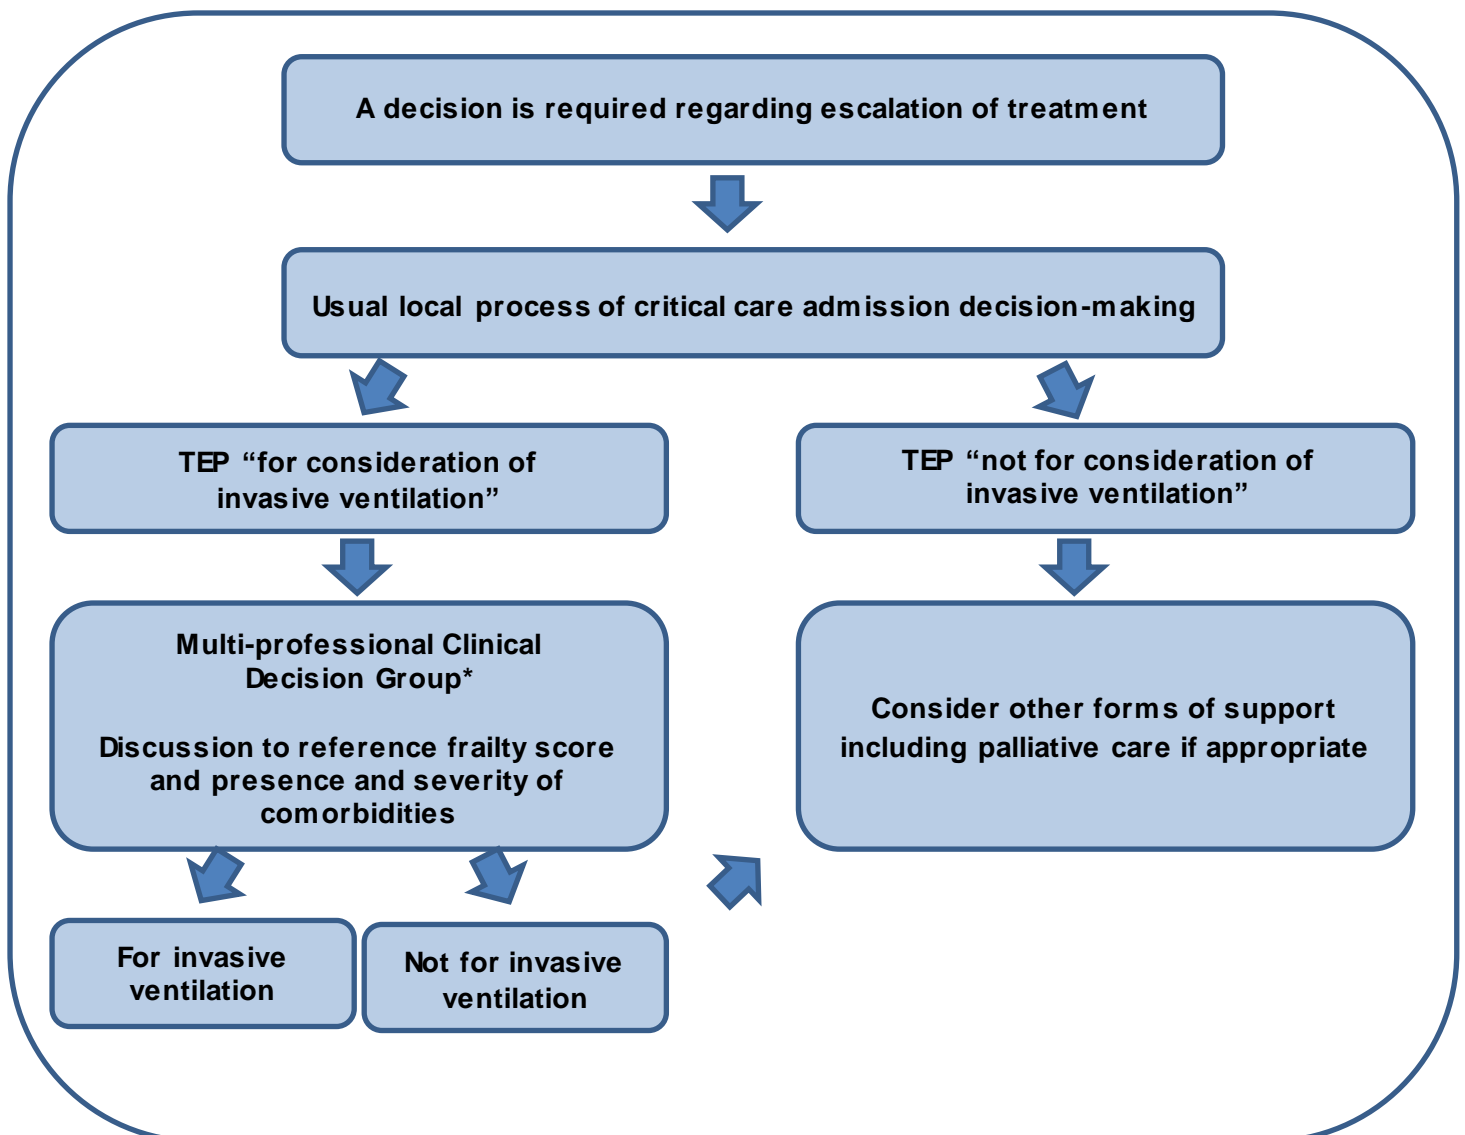 A decision is required regarding escalation of treatment
Usual local process of critical care admission decision-making
TEP “for consideration of
invasive ventilation”
TEP “not for consideration of
invasive ventilation”
Multi-professional Clinical
Decision Group*
Discussion to reference frailty score
and presence and severity of
comorbidities
Consider other forms of support
including palliative care if appropriate
For invasive
ventilation
Not for invasive
ventilation